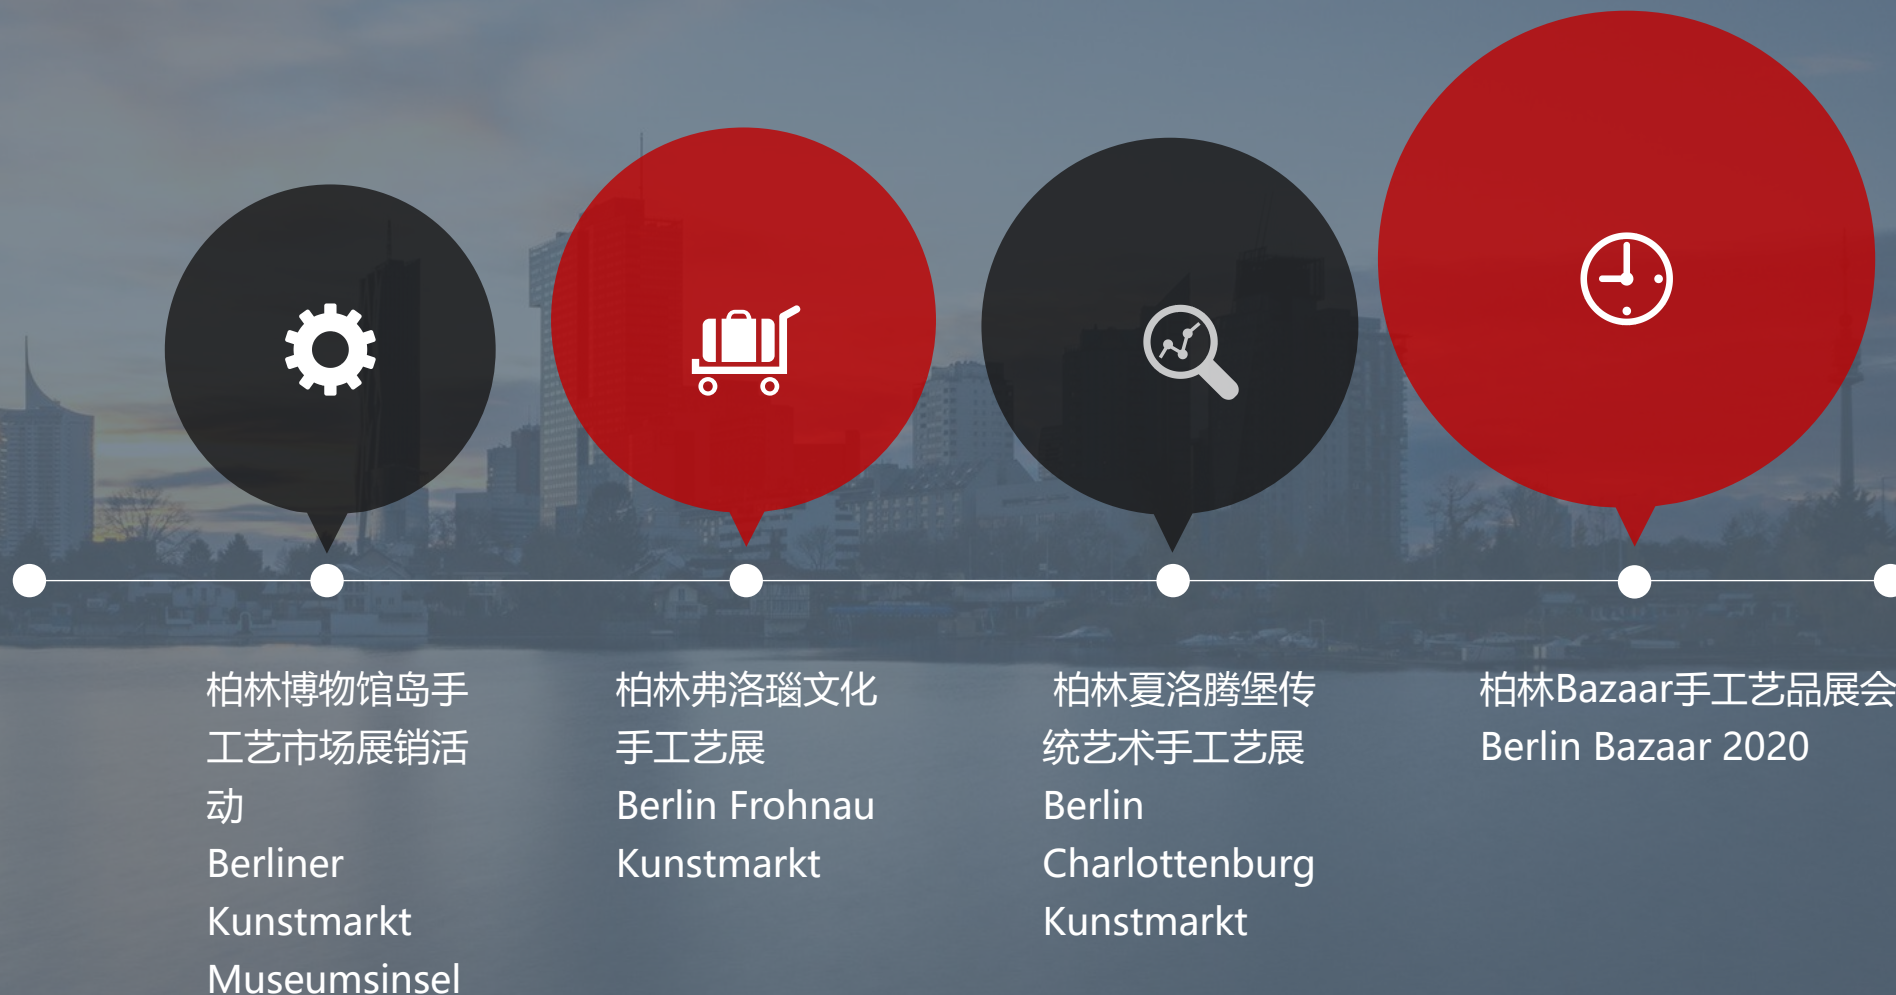 柏林博物馆岛手
工艺市场展销活
动
Berliner
Kunstmarkt
Museumsinsel
柏林弗洛瑙文化
手工艺展
Berlin Frohnau
Kunstmarkt
柏林夏洛腾堡传
统艺术手工艺展
Berlin
Charlottenburg
Kunstmarkt
柏林Bazaar手工艺品展会
Berlin Bazaar 2020